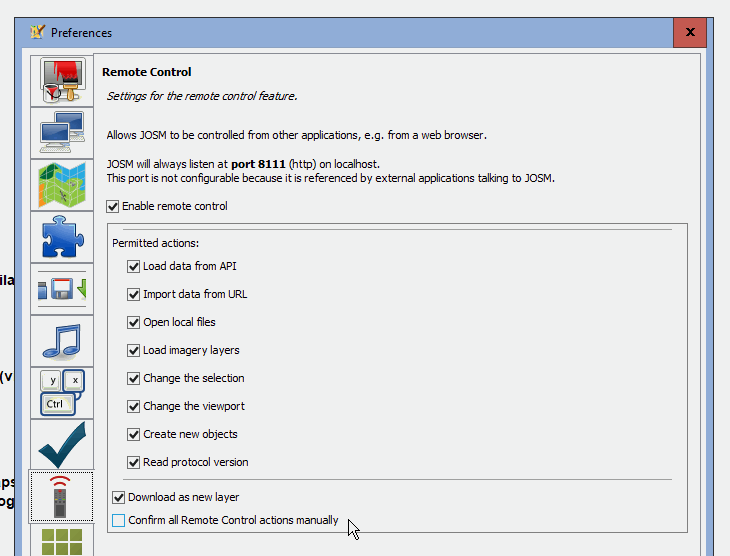 Preferences
x
Remote Control
Settings for the remote control feature.
Allows JOSM to be controlled from other applications, e.g. from a web browser.
JOSM will always listen at port 8111 (http) on localhost.
This port is not configurable because it is referenced by external applications talking to JOSM.
Enable remote control
Permitted actions:
Load data from API
Import data from URL
Open local files
Load imagery layers
Change the selection
Change the viewport
Create new objects
Read protocol version
Download as new layer
Confirm all Remote Control actions manually
y x
Ctrl
ila
(v
aps
og